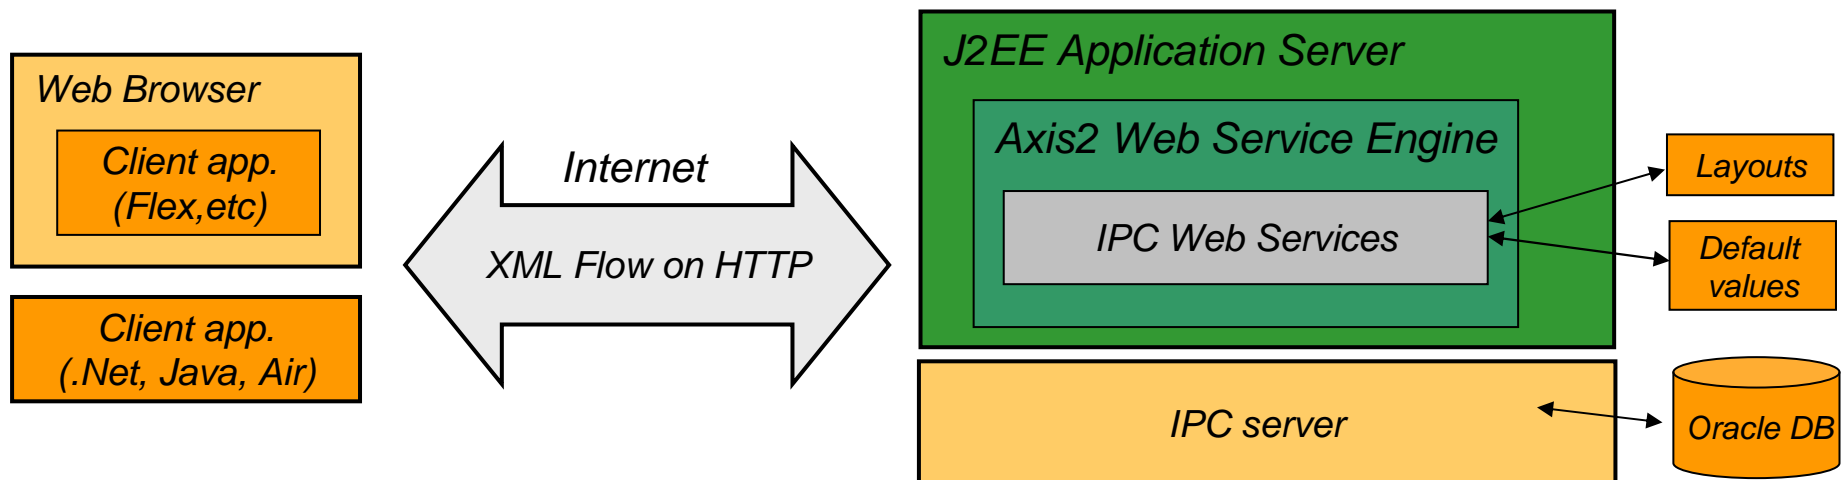 Web Browser
Client app.
(Flex,etc)
Client app.
(.Net, Java, Air)
Internet
XML Flow on HTTP
J2EE Application Server
Axis2 Web Service Engine
IPC Web Services
IPC server
Layouts
Default
values
Oracle DB